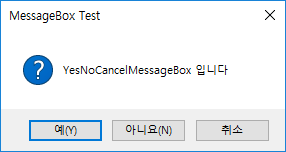 MessageBox Test
YesNoCancelMessageBox 입니다
예(Y) 아니요(N) 취소